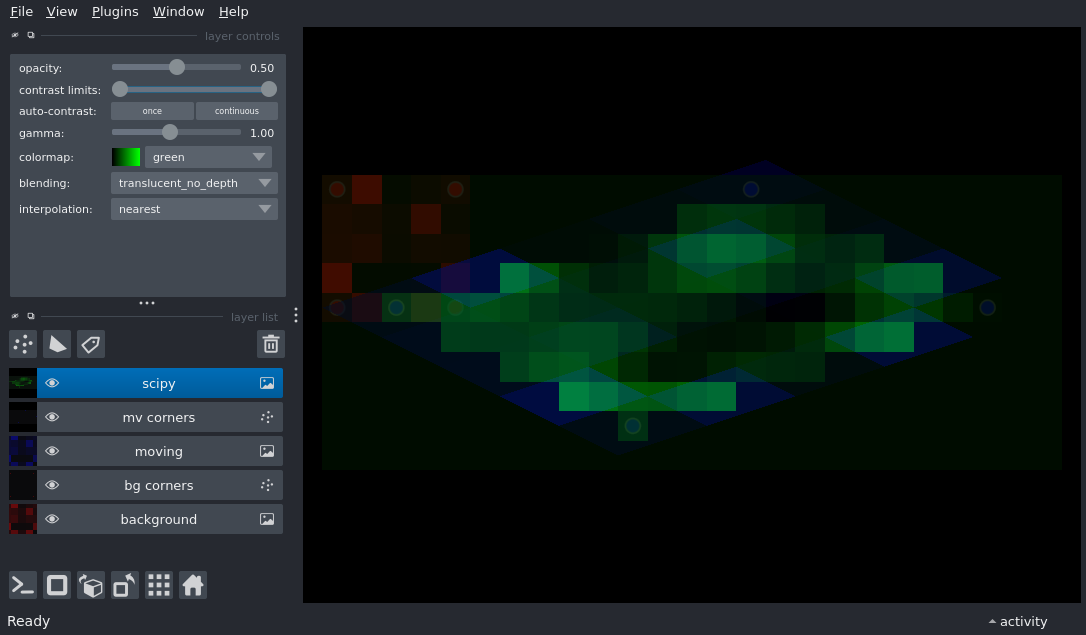 File View Plugins Window Help
layer controls
opacity: 0.50
contrast limits:
auto-contrast: once continuous
gamma: 1.00
colormap: green
blending: translucent_no_depth
interpolation: nearest
layer list
scipy
mv corners
moving
bg corners
background
Ready activity